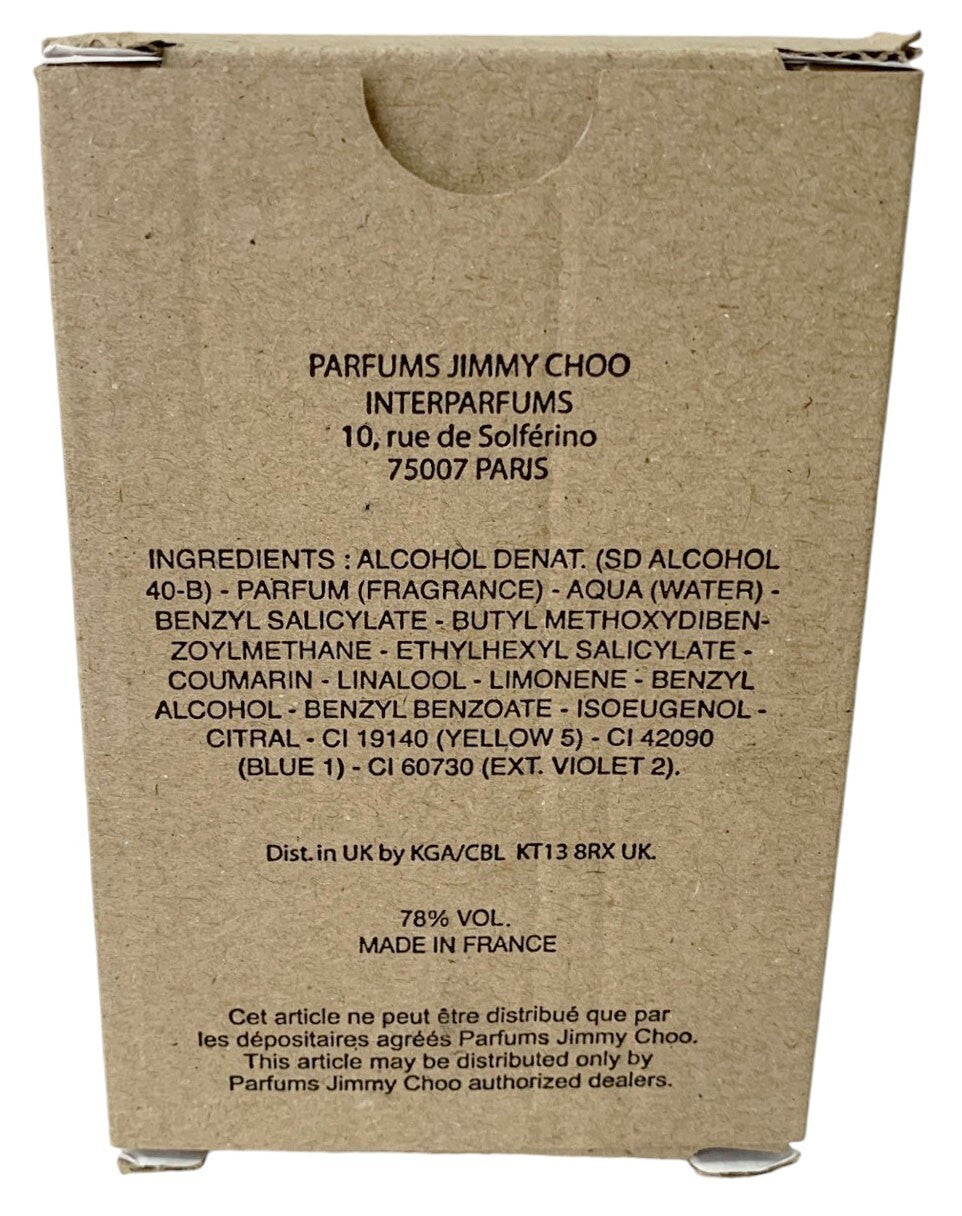 PARFUMS JIMMY CHOO
INTERPARFUMS
10, rue de Solférino
75007 PARIS
INGREDIENTS : ALCOHOL DENAT. (SD ALCOHOL
40-B) - PARFUM (FRAGRANCE) - AQUA (WATER) -
BENZYL SALICYLATE - BUTYL METHOXYDIBEN-
ZOYLMETHANE - ETHYLHEXYL SALICYLATE -
COUMARIN - LINALOOL - LIMONENE - BENZYL
ALCOHOL - BENZYL BENZOATE - ISOEUGENOL -
CITRAL - CI 19140 (YELLOW 5) - CI 42090
(BLUE 1) - CI 60730 (EXT. VIOLET 2).
Dist. in UK by KGA/CBL KT13 8RX UK.
78% VOL.
MADE IN FRANCE
Cet article ne peut être distribué que par
les dépositaires agréés Parfums Jimmy Choo.
This article may be distributed only by
Parfums Jimmy Choo authorized dealers.